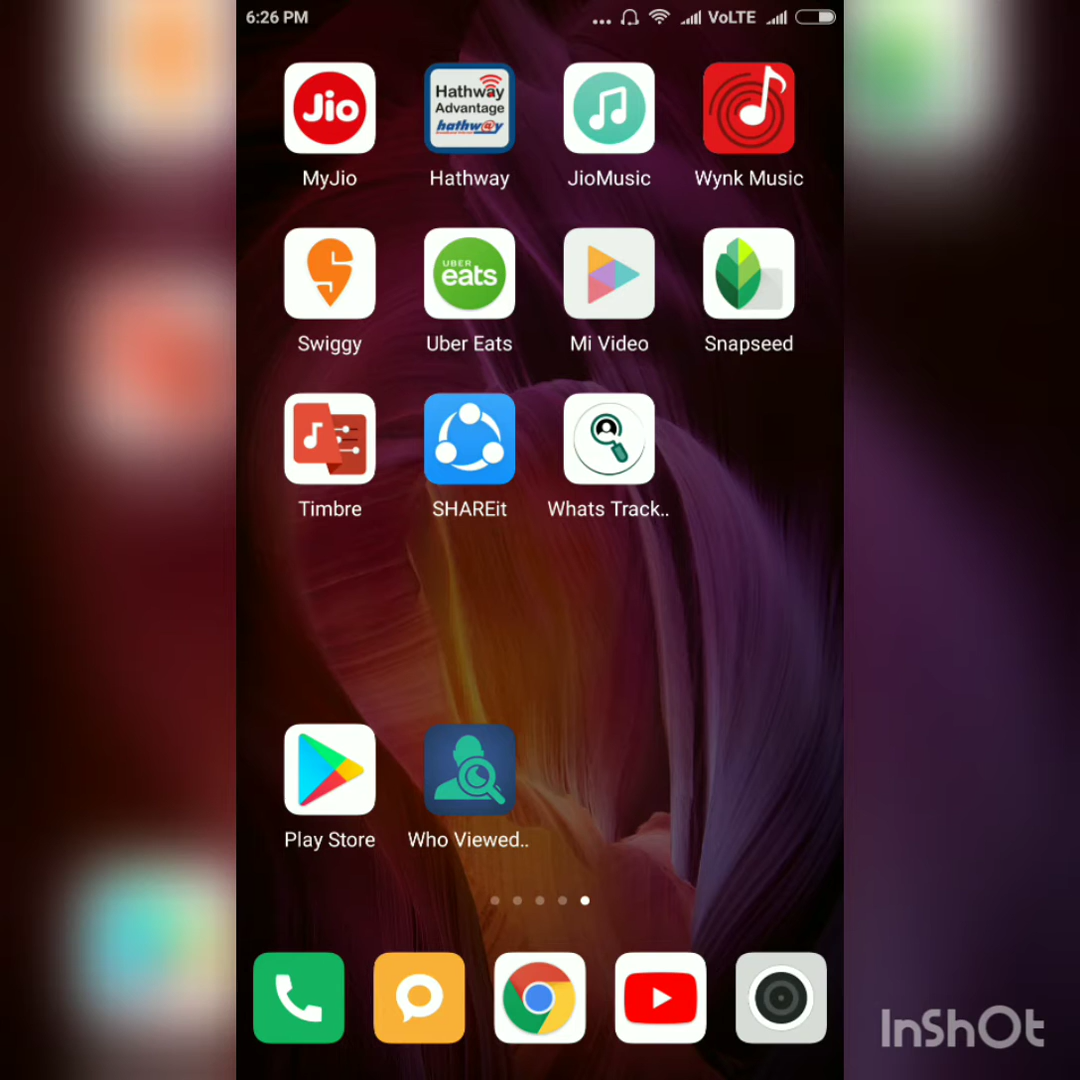 6:26 PM
VoLTE
Jio
Hathway
Advantage
hathw@y
MyJio
Hathway
JioMusic
Wynk Music
UBER
eats
Swiggy
Uber Eats
Mi Video
Snapseed
Timbre
SHAREit
Whats Track..
Play Store
Who Viewed..
InShOt